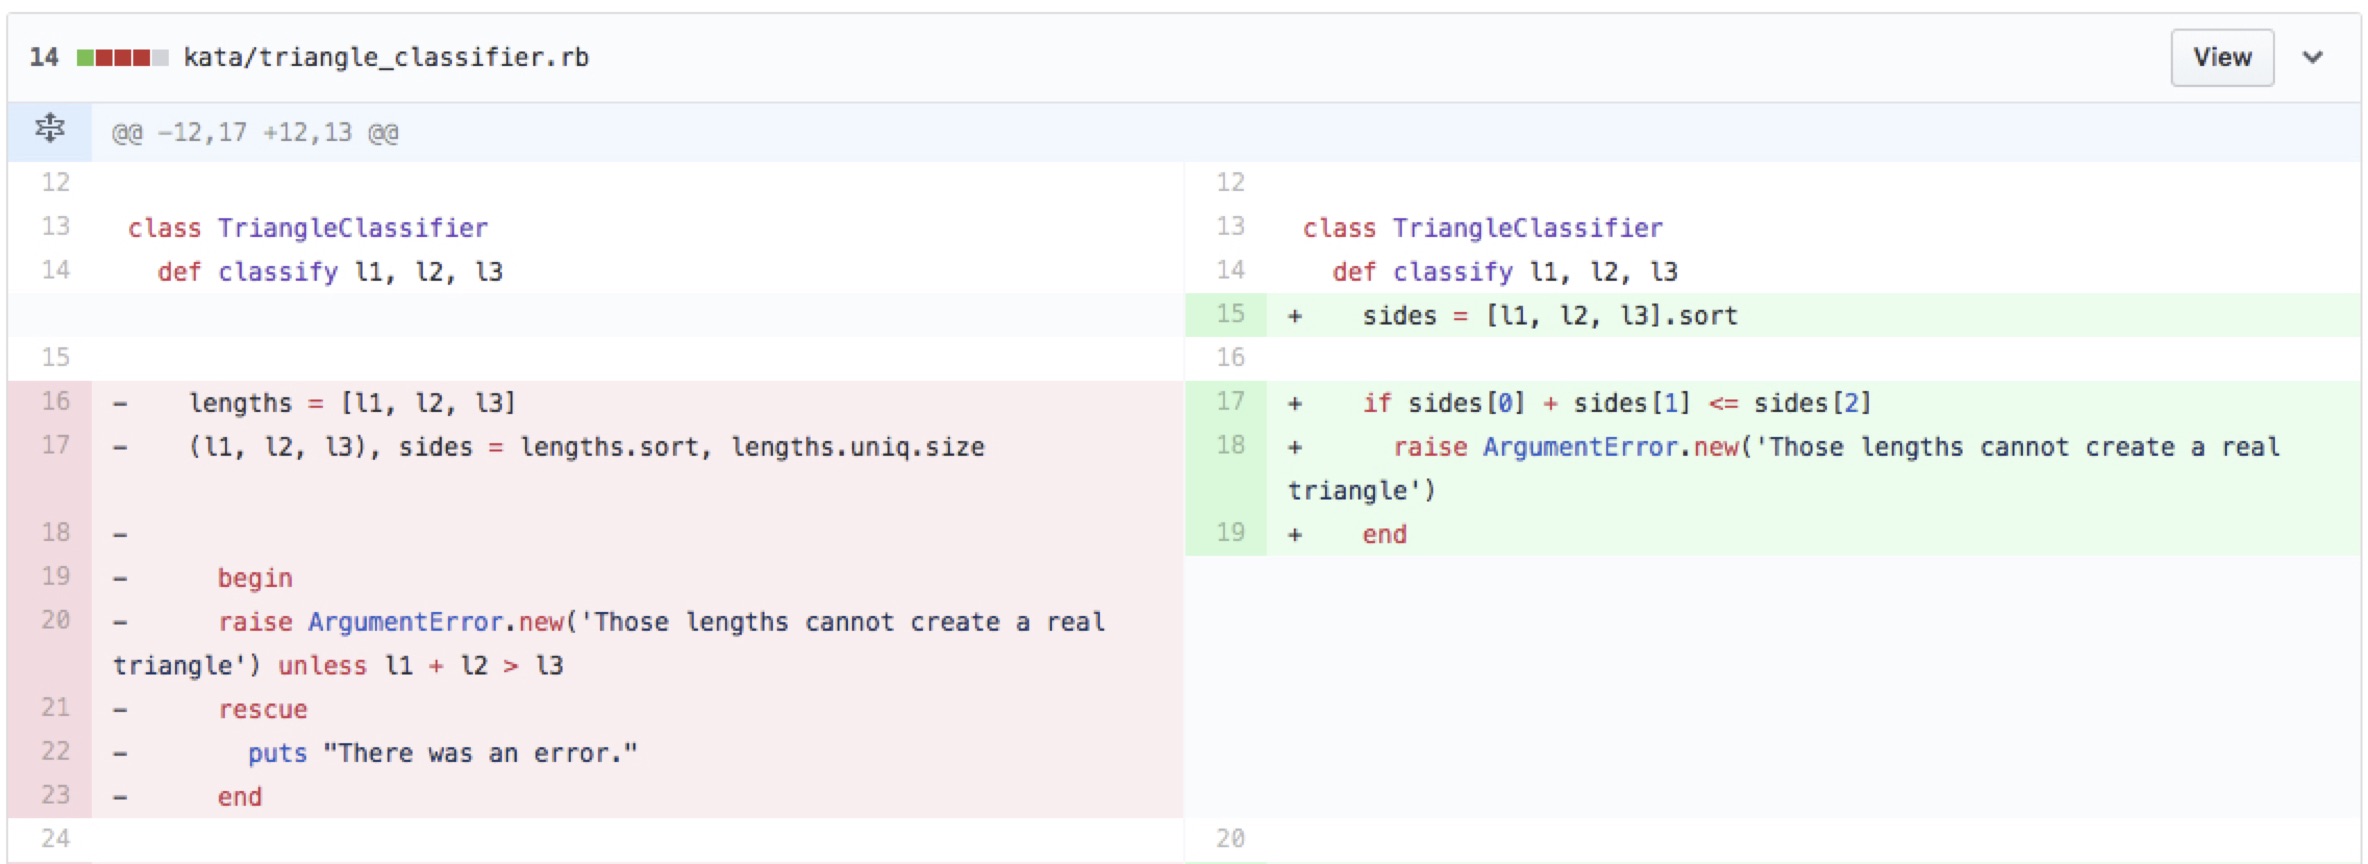 14 kata/triangle_classifier.rb View
@@ -12,17 +12,13 @@
12 12
13 class TriangleClassifier 13 class TriangleClassifier
14 def classify l1, l2, l3 14 def classify l1, l2, l3
15 + sides = [l1, l2, l3].sort
15 16
16 - lengths = [l1, l2, l3] 17 + if sides[0] + sides[1] <= sides[2]
17 - (l1, l2, l3), sides = lengths.sort, lengths.uniq.size 18 + raise ArgumentError.new('Those lengths cannot create a real
triangle')
18 - 19 + end
19 - begin
20 - raise ArgumentError.new('Those lengths cannot create a real
triangle') unless l1 + l2 > l3
21 - rescue
22 - puts "There was an error."
23 - end
24 20